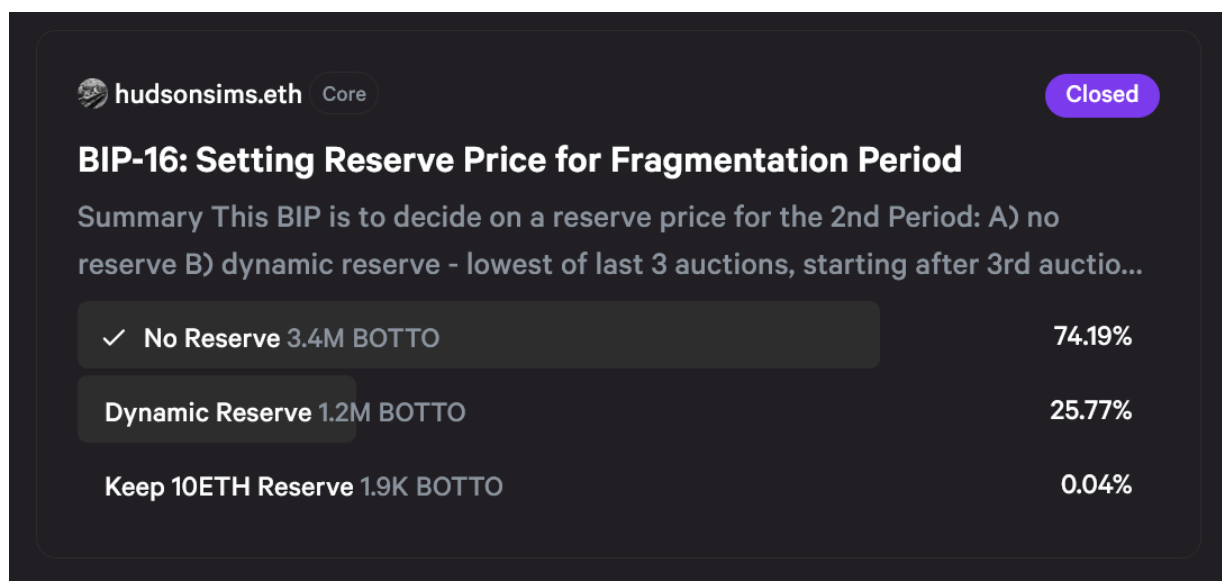 hudsonsims.eth Core Closed
BIP-16: Setting Reserve Price for Fragmentation Period
Summary This BIP is to decide on a reserve price for the 2nd Period: A) no
reserve B) dynamic reserve - lowest of last 3 auctions, starting after 3rd auctio...
No Reserve 3.4M BOTTO 74.19%
Dynamic Reserve 1.2M BOTTO 25.77%
Keep 10ETH Reserve 1.9K BOTTO 0.04%